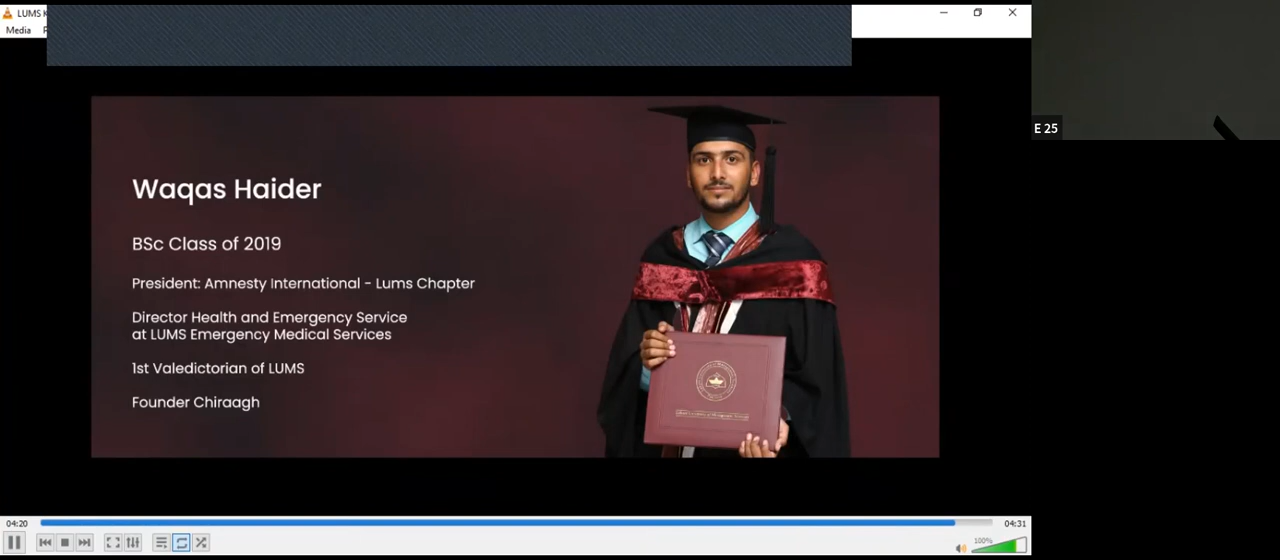 LUMS
Media
E 25
Waqas Haider
BSc Class of 2019
President: Amnesty International - Lums Chapter
Director Health and Emergency Service
at LUMS Emergency Medical Services
1st Valedictorian of LUMS
Founder Chiraagh
04:20
04:31
100%